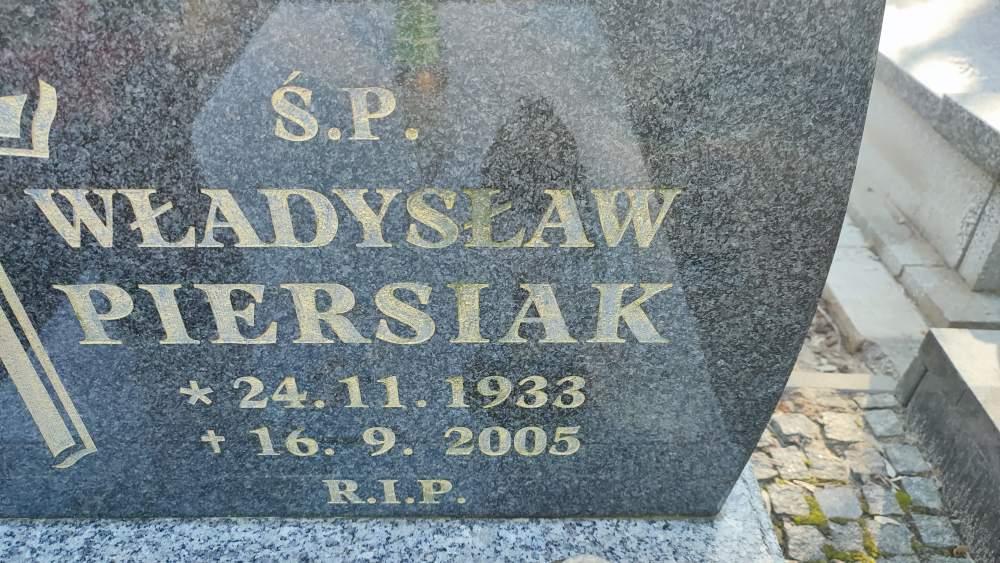 Ś.P.
WŁADYSŁAW
PIERSIAK
* 24.11.1933
✝ 16. 9. 2005
R.I.P.